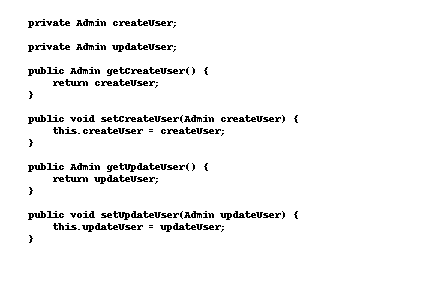 private Admin createUser;
private Admin updateUser;
public Admin getCreateUser() {
    return createUser;
}
public void setCreateUser(Admin createUser) {
    this.createUser = createUser;
}
public Admin getUpdateUser() {
    return updateUser;
}
public void setUpdateUser(Admin updateUser) {
    this.updateUser = updateUser;
}